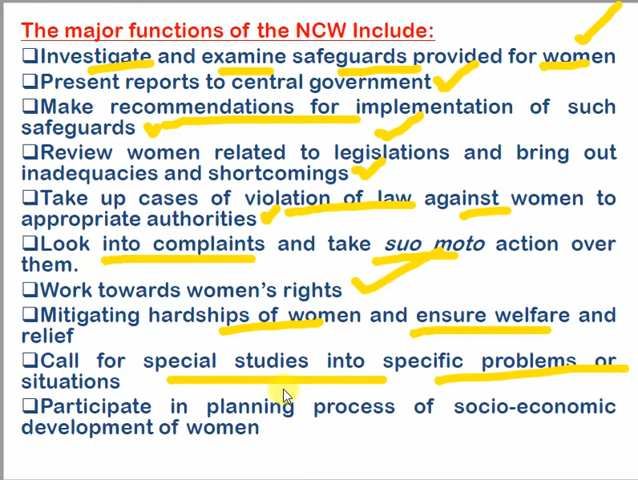 The major functions of the NCW Include:
❑Investigate and examine safeguards provided for women
❑Present reports to central government
❑Make recommendations for implementation of such
safeguards
❑Review women related to legislations and bring out
inadequacies and shortcomings
❑Take up cases of violation of law against women to
appropriate authorities
❑Look into complaints and take suo moto action over
them.
❑Work towards women's rights
❑Mitigating hardships of women and ensure welfare and
relief
❑Call for special studies into specific problems or
situations
❑Participate in planning process of socio-economic
development of women